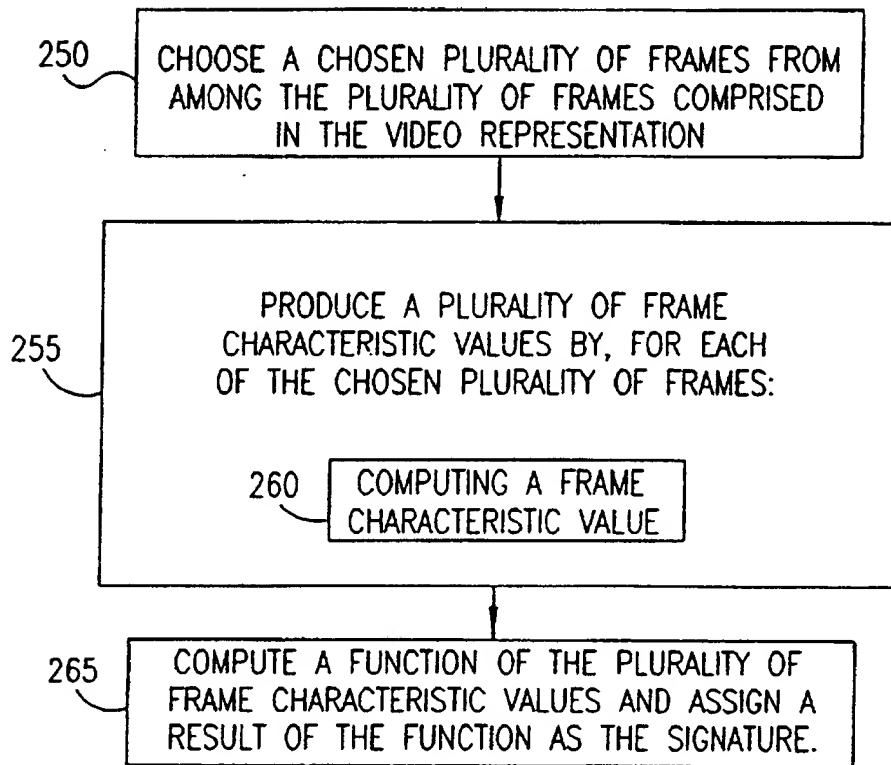 250
CHOOSE A CHOSEN PLURALITY OF FRAMES FROM
AMONG THE PLURALITY OF FRAMES COMPRISED
IN THE VIDEO REPRESENTATION
255
PRODUCE A PLURALITY OF FRAME
CHARACTERISTIC VALUES BY, FOR EACH
OF THE CHOSEN PLURALITY OF FRAMES:
260
COMPUTING A FRAME
CHARACTERISTIC VALUE
265
COMPUTE A FUNCTION OF THE PLURALITY OF
FRAME CHARACTERISTIC VALUES AND ASSIGN A
RESULT OF THE FUNCTION AS THE SIGNATURE.